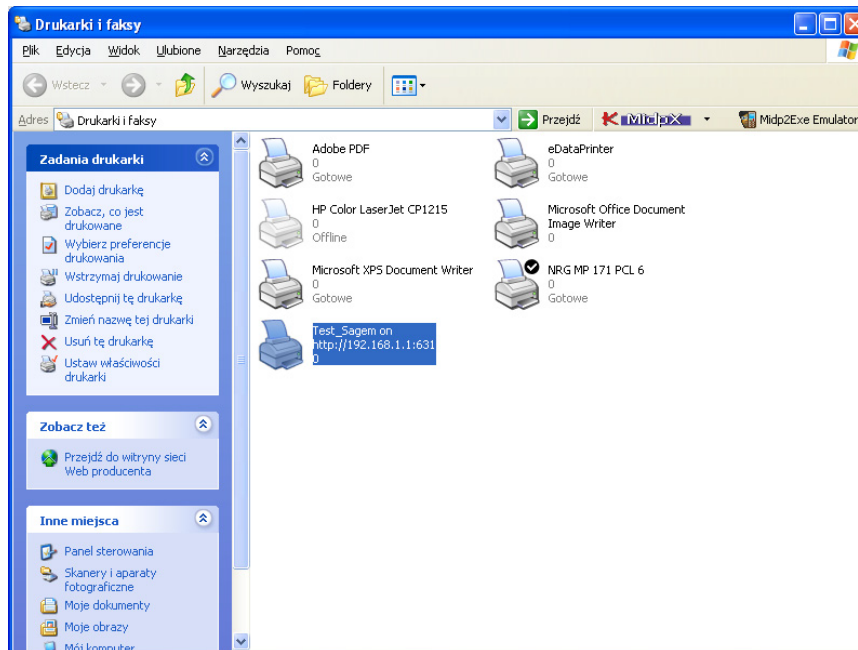 Drukarki i faksy
Plik Edycja Widok Ulubione Narzędzia Pomoc
Wstecz Wyszukaj Foldery
Adres Drukarki i faksy Przejdź MidpX Midp2Exe Emulator
Zadania drukarki
Dodaj drukarkę
Zobacz, co jest
drukowane
Wybierz preferencje
drukowania
Wstrzymaj drukowanie
Udostępnij tę drukarkę
Zmień nazwę tej drukarki
Usuń tę drukarkę
Ustaw właściwości
drukarki
Zobacz też
Przejdź do witryny sieci
Web producenta
Inne miejsca
Panel sterowania
Skanery i aparaty
fotograficzne
Moje dokumenty
Moje obrazy
Mój komputer
Adobe PDF
0
Gotowe
eDataPrinter
0
Gotowe
HP Color LaserJet CP1215
0
Offline
Microsoft Office Document
Image Writer
0
Microsoft XPS Document Writer
0
Gotowe
NRG MP 171 PCL 6
0
Gotowe
Test_Sagem on
http://192.168.1.1:631
0